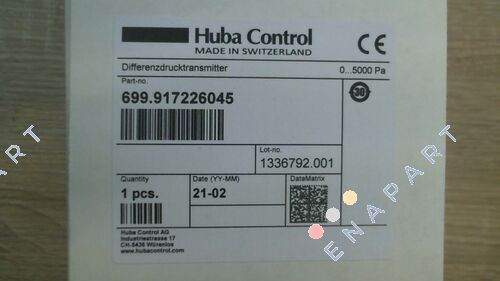 Huba Control
MADE IN SWITZERLAND
CE
Differenzdrucktransmitter 0...5000 Pa
Part-no.
699.917226045
30
Lot-no.
1336792.001
Quantity Date (YY-MM) DataMatrix
1 pcs. 21-02
Huba Control AG
Industriestrasse 17
CH-5436 Würenlos
www.hubacontrol.com
ENAPART
ENAPART